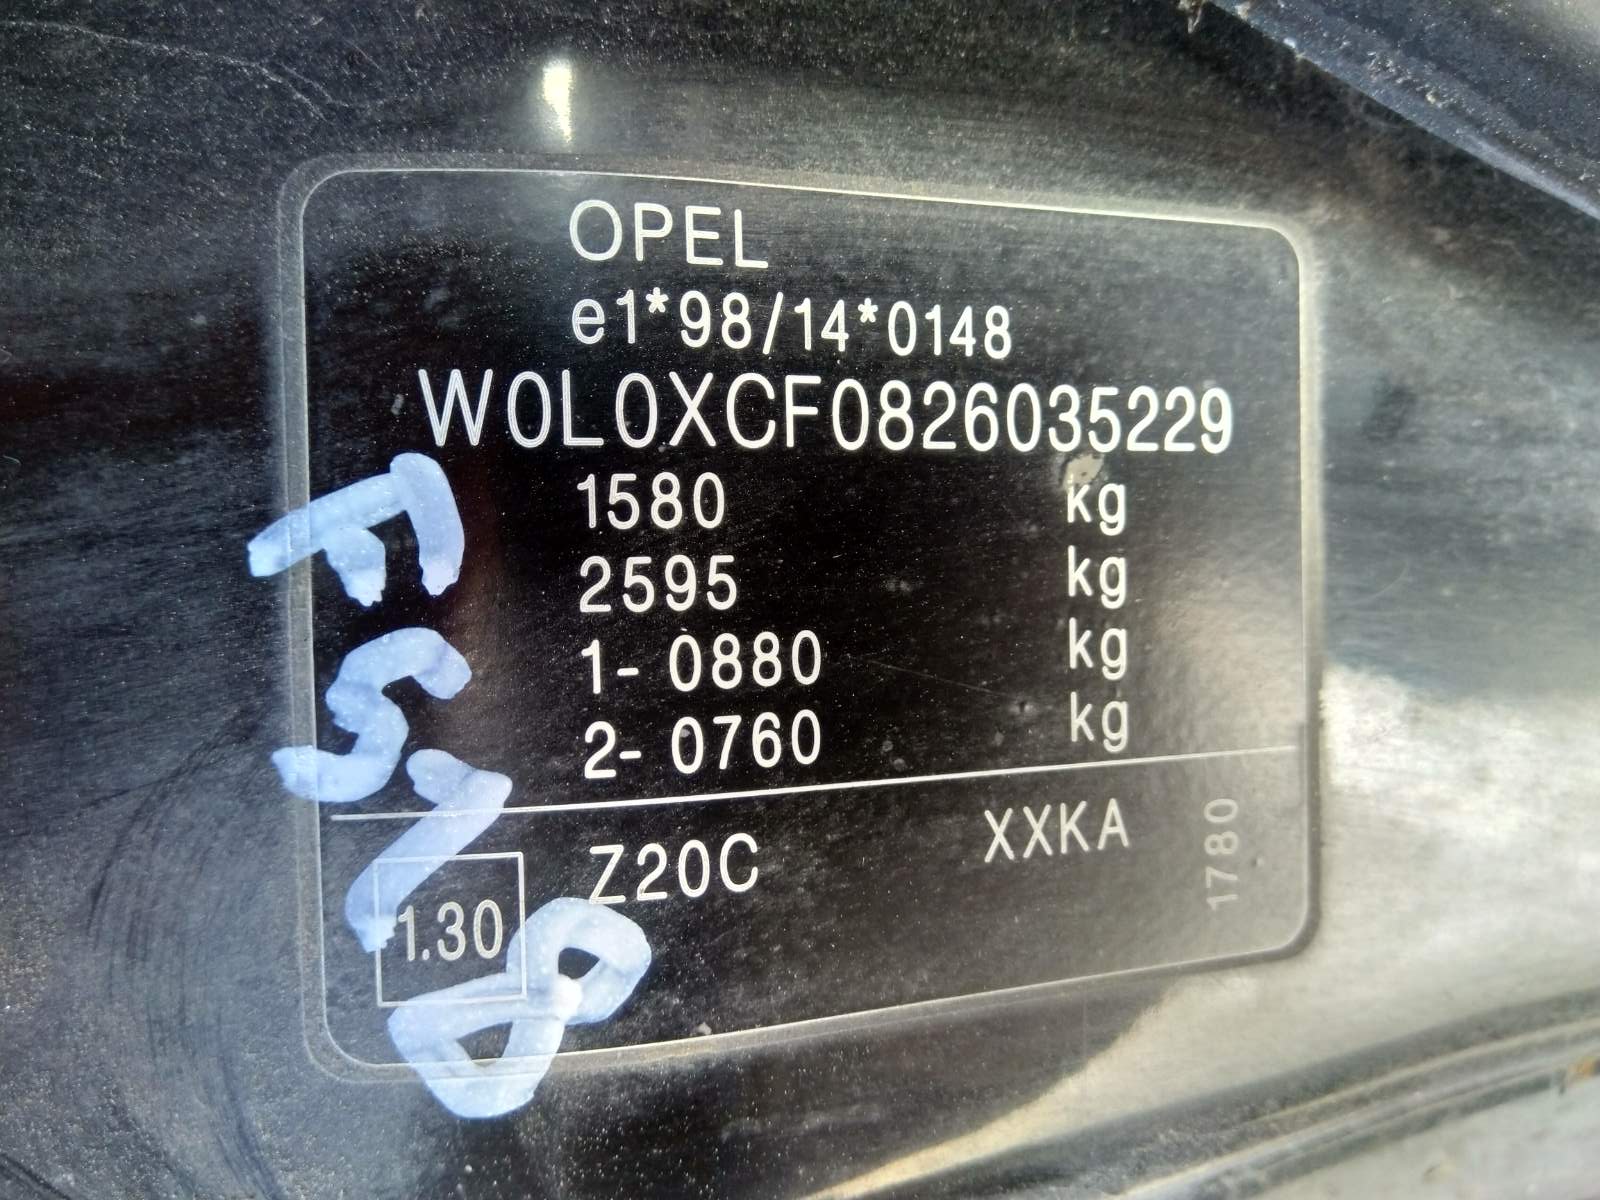 OPEL
e1*98/14*0148
W0L0XCF0826035229
1580 kg
2595 kg
1- 0880 kg
2- 0760 kg
Z20C XXKA
1780
1.30